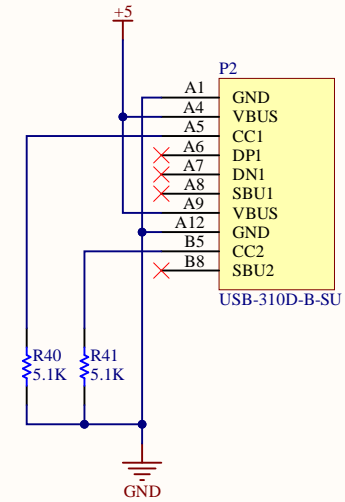 +5
P2
A1 GND
A4 VBUS
A5 CC1
A6 DP1
A7 DN1
A8 SBU1
A9 VBUS
A12 GND
B5 CC2
B8 SBU2
USB-310D-B-SU
R40 R41
5.1K 5.1K
GND